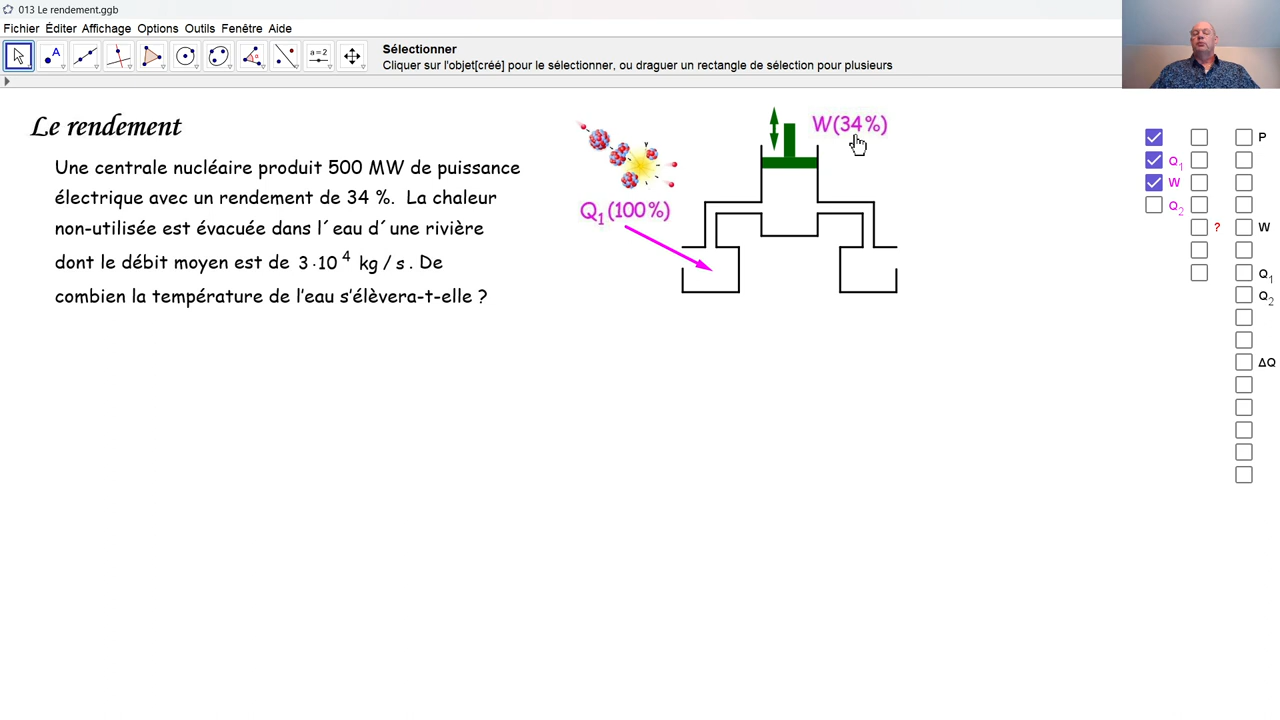 013 Le rendement.ggb
Fichier Éditer Affichage Options Outils Fenêtre Aide
A
a=2
Sélectionner
Cliquer sur l'objet[créé] pour le sélectionner, ou draguer un rectangle de sélection pour plusieurs
Le rendement
Une centrale nucléaire produit 500 MW de puissance
électrique avec un rendement de 34 %. La chaleur
non-utilisée est évacuée dans l´eau d´une rivière
dont le débit moyen est de 3·10⁴ kg / s. De
combien la température de l'eau s'élèvera-t-elle ?
W(34%)
Q₁(100%)
P
Q₁
W
Q₂
?
W
Q₁
Q₂
ΔQ